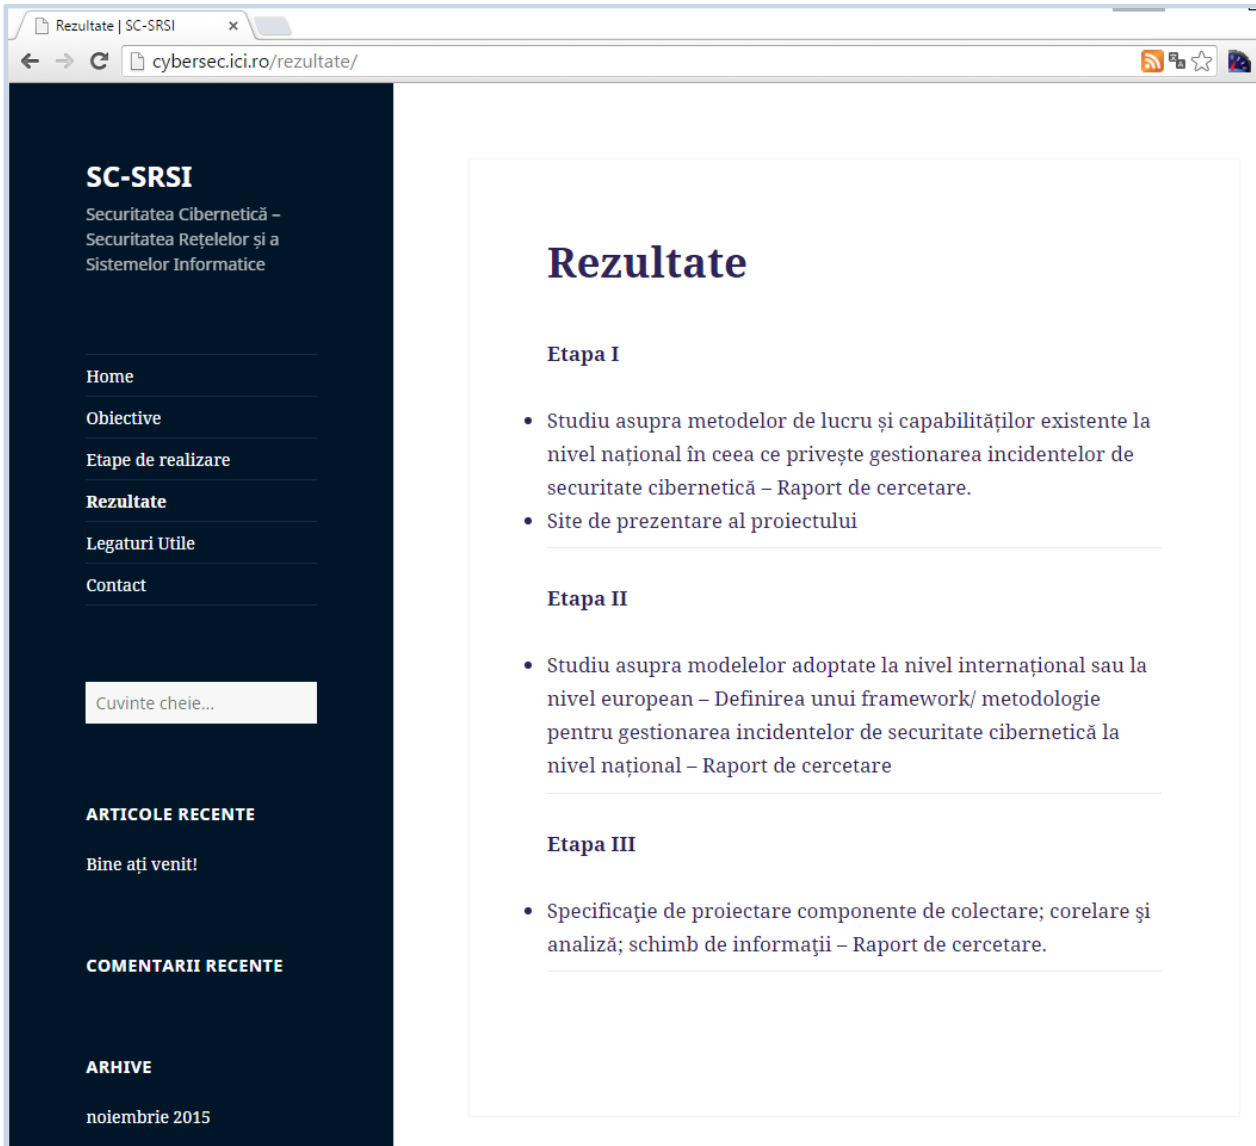 Rezultate | SC-SRSI
cybersec.ici.ro/rezultate/
SC-SRSI
Securitatea Cibernetică –
Securitatea Rețelelor și a
Sistemelor Informatice
Home
Obiective
Etape de realizare
Rezultate
Legaturi Utile
Contact
Cuvinte cheie...
ARTICOLE RECENTE
Bine ați venit!
COMENTARII RECENTE
ARHIVE
noiembrie 2015
Rezultate
Etapa I
• Studiu asupra metodelor de lucru și capabilităților existente la
nivel național în ceea ce privește gestionarea incidentelor de
securitate cibernetică – Raport de cercetare.
• Site de prezentare al proiectului
Etapa II
• Studiu asupra modelelor adoptate la nivel internațional sau la
nivel european – Definirea unui framework/ metodologie
pentru gestionarea incidentelor de securitate cibernetică la
nivel național – Raport de cercetare
Etapa III
• Specificaţie de proiectare componente de colectare; corelare şi
analiză; schimb de informaţii – Raport de cercetare.